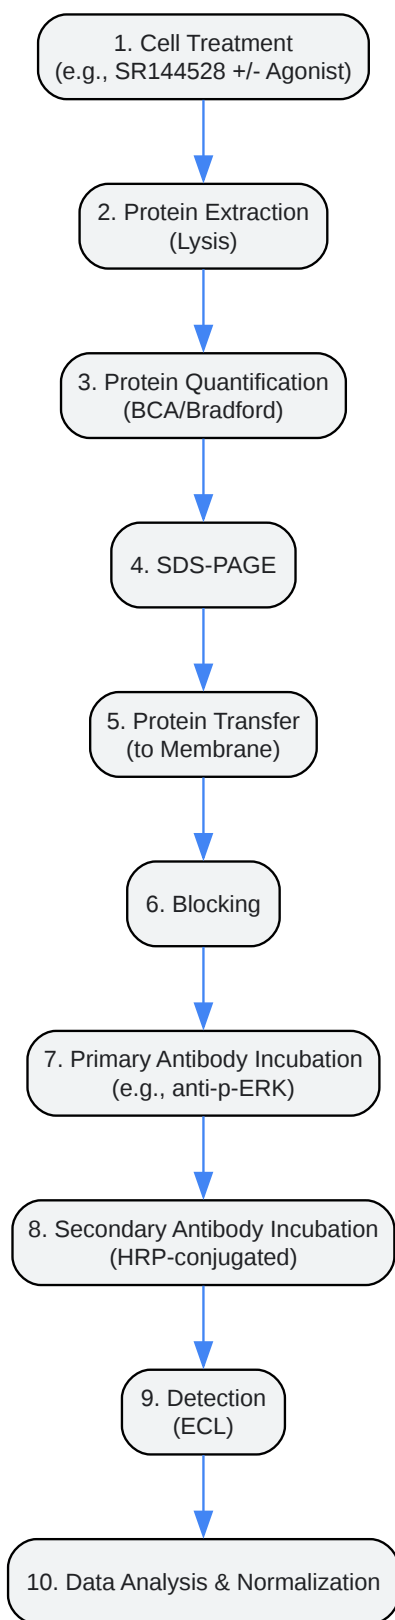 1. Cell Treatment
(e.g., SR144528 +/- Agonist)
2. Protein Extraction
(Lysis)
3. Protein Quantification
(BCA/Bradford)
4. SDS-PAGE
5. Protein Transfer
(to Membrane)
6. Blocking
7. Primary Antibody Incubation
(e.g., anti-p-ERK)
8. Secondary Antibody Incubation
(HRP-conjugated)
9. Detection
(ECL)
10. Data Analysis & Normalization